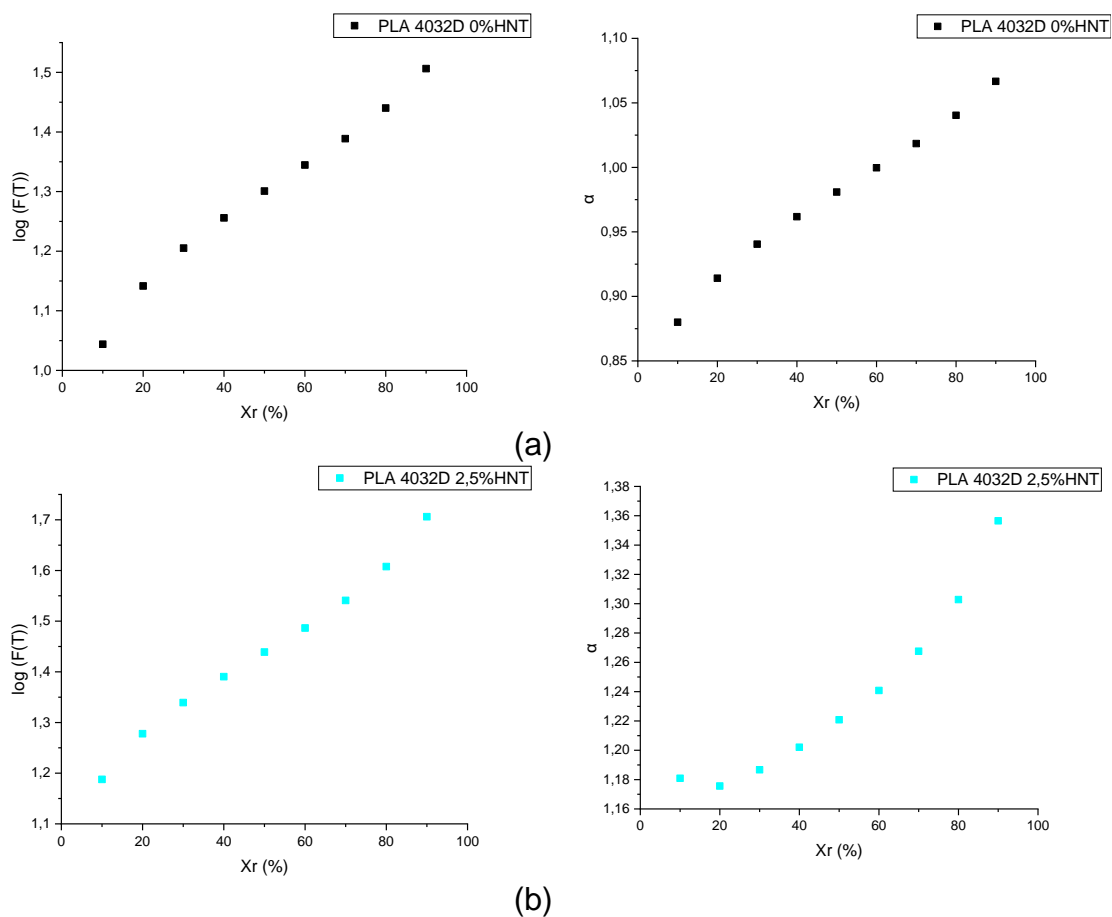 PLA 4032D 0%HNT
1,5
1,4
1,3
1,2
1,1
1,0
log (F(T))
0 20 40 60 80 100
Xr (%)
PLA 4032D 0%HNT
1,10
1,05
1,00
0,95
0,90
0,85
α
0 20 40 60 80 100
Xr (%)
(a)
PLA 4032D 2,5%HNT
1,7
1,6
1,5
1,4
1,3
1,2
1,1
log (F(T))
0 20 40 60 80 100
Xr (%)
PLA 4032D 2,5%HNT
1,38
1,36
1,34
1,32
1,30
1,28
1,26
1,24
1,22
1,20
1,18
1,16
α
0 20 40 60 80 100
Xr (%)
(b)